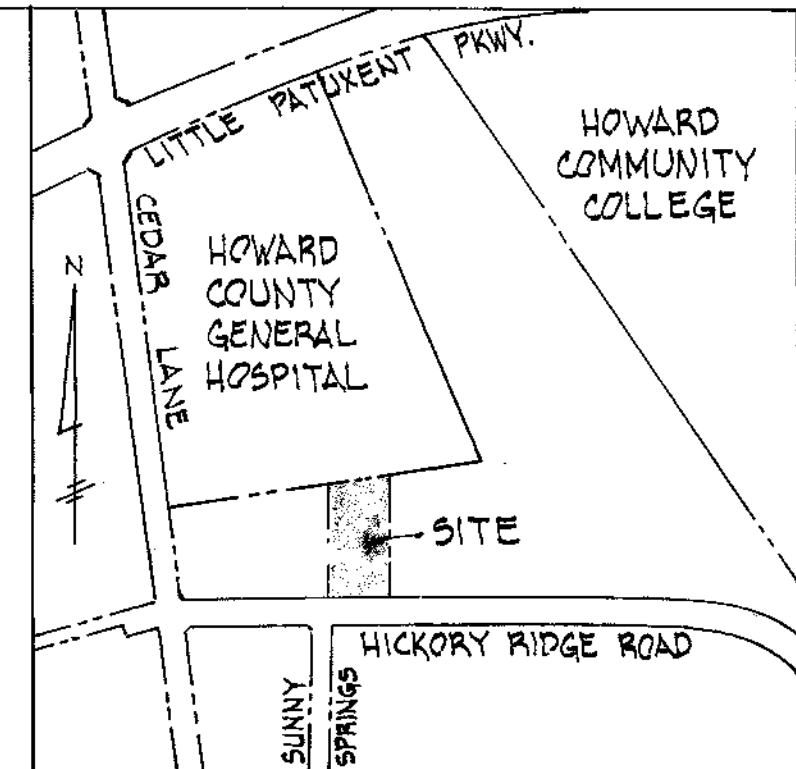 LITTLE PATUXENT PKWY.
HOWARD
COMMUNITY
COLLEGE
CEDAR LANE
N
HOWARD
COUNTY
GENERAL
HOSPITAL
SITE
HICKORY RIDGE ROAD
SUNNY
SPRINGS